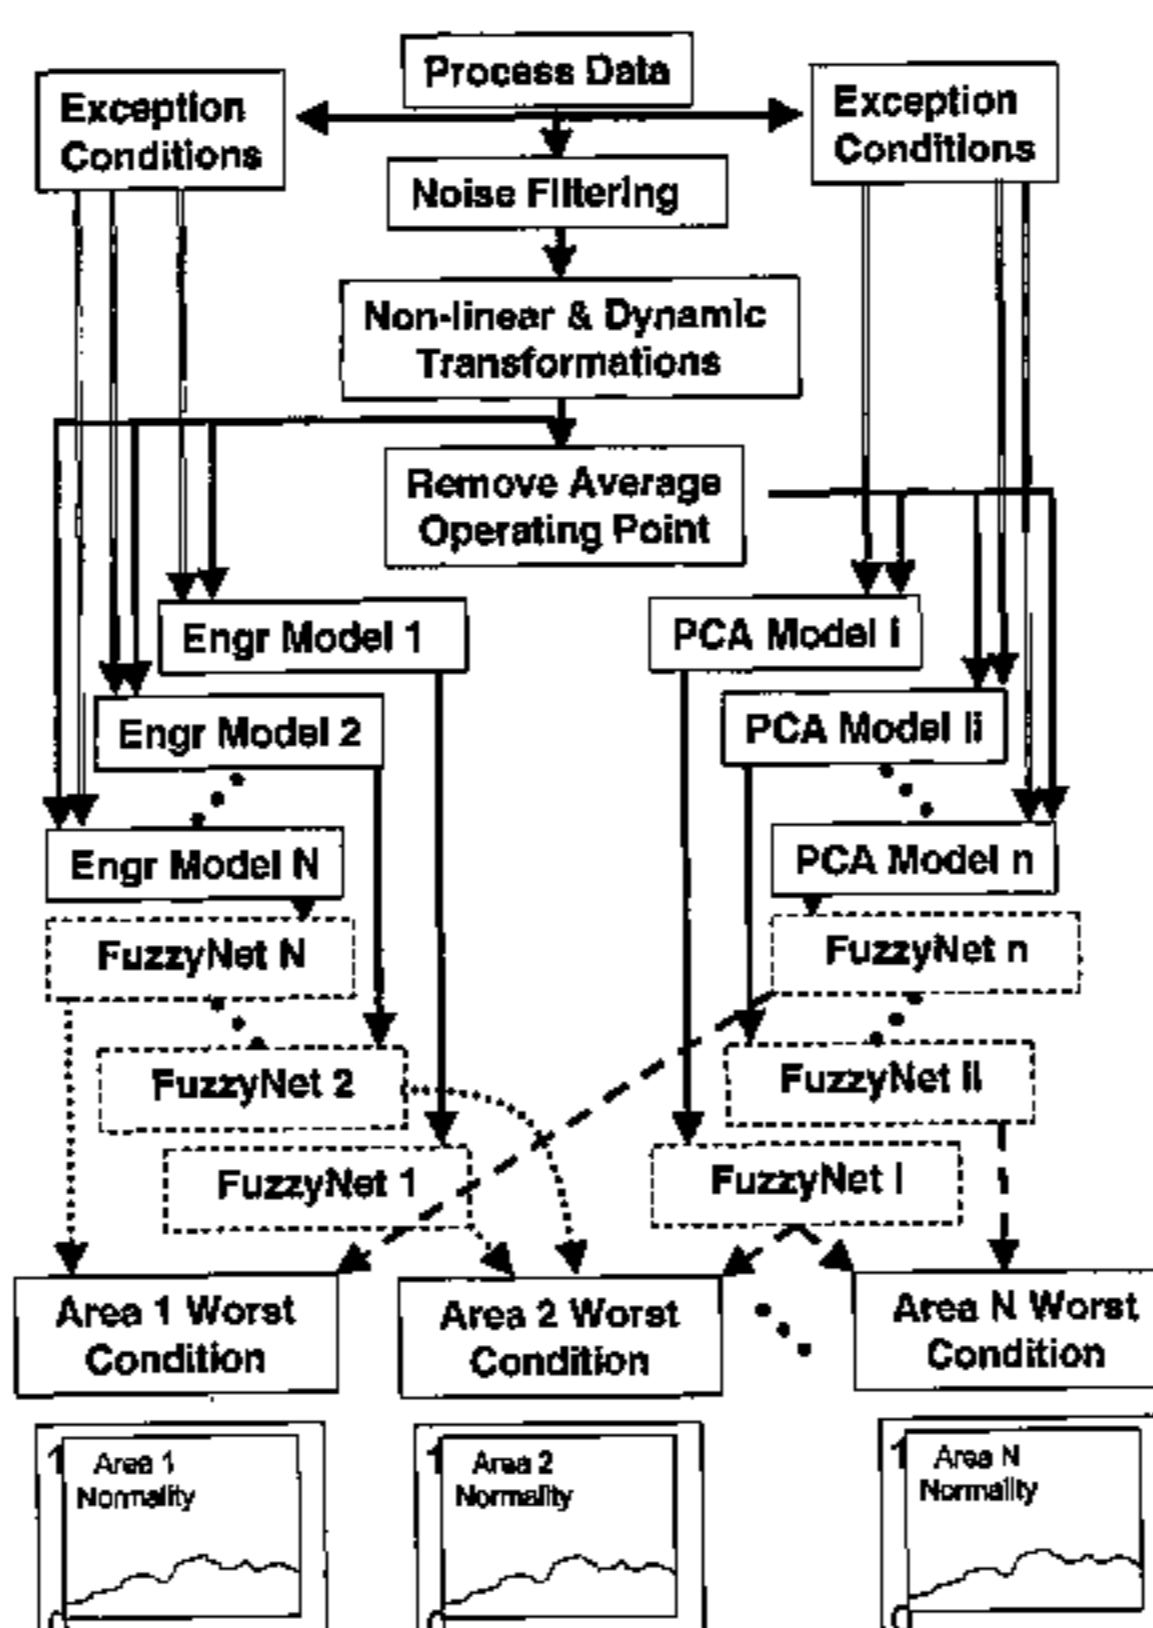 Process Data
Exception
Conditions
Exception
Conditions
Noise Filtering
Non-linear & Dynamic
Transformations
Remove Average
Operating Point
Engr Model 1
PCA Model i
Engr Model 2
PCA Model ii
Engr Model N
PCA Model n
FuzzyNet N
FuzzyNet n
FuzzyNet 2
FuzzyNet ii
FuzzyNet 1
FuzzyNet i
Area 1 Worst
Condition
Area 2 Worst
Condition
Area N Worst
Condition
1
Area 1
Normality
0
1
Area 2
Normality
0
1
Area N
Normality
0